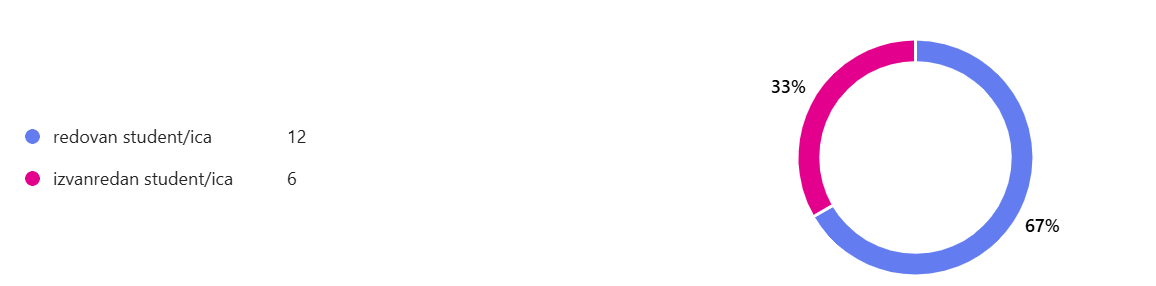 redovan student/ica 12
izvanredan student/ica 6
33%
67%